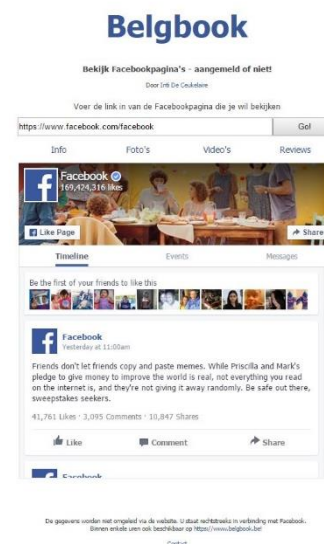 Belgbook
Bekijk Facebookpagina's - aangemeld of niet!
Door Inti De Ceukelaire
Voer de link in van de Facebookpagina die je wil bekijken
https://www.facebook.com/facebook Go!
Info Foto's Video's Reviews
Facebook
169,424,316 likes
Like Page Share
Timeline Events Messages
Be the first of your friends to like this
Facebook
Yesterday at 11:00am
Friends don't let friends copy and paste memes. While Priscilla and Mark's
pledge to give money to improve the world is real, not everything you read
on the internet is, and they're not giving it away randomly. Be safe out there,
sweepstakes seekers.
41,761 Likes · 3,095 Comments · 10,847 Shares
Like Comment Share
Facebook
De gegevens worden niet omgeleid via de website. U staat rechtstreeks in verbinding met Facebook.
Binnen enkele uren ook beschikbaar op https://www.belgbook.be!
Contact